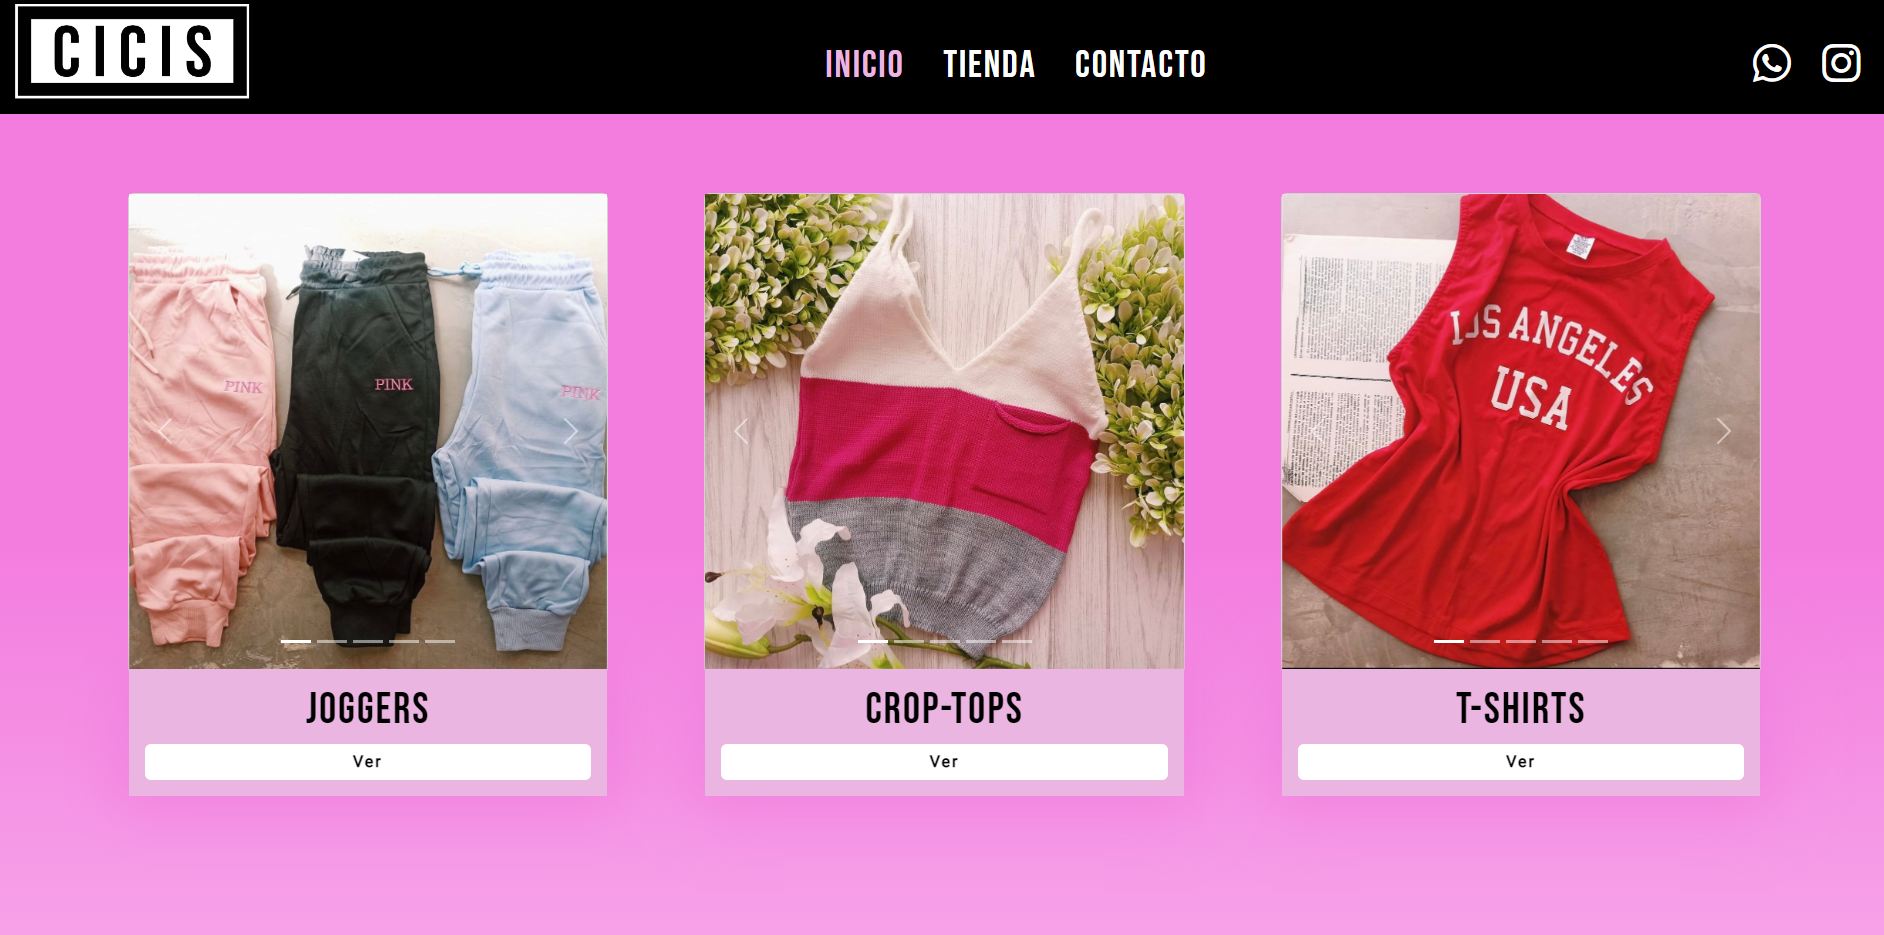 CICIS
INICIO TIENDA CONTACTO
PINK
PINK
PINK
LOS ANGELES
USA
JOGGERS
CROP-TOPS
T-SHIRTS
Ver
Ver
Ver